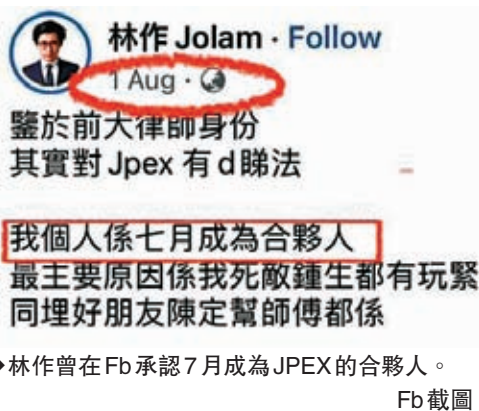 林作 Jolam · Follow
1 Aug ·
鑒於前大律師身份
其實對 Jpex 有 d 睇法
我個人係七月成為合夥人
最主要原因係我死敵鍾生都有玩緊
同埋好朋友陳定幫師傅都係
林作曾在Fb承認7月成為JPEX的合夥人。
Fb截圖